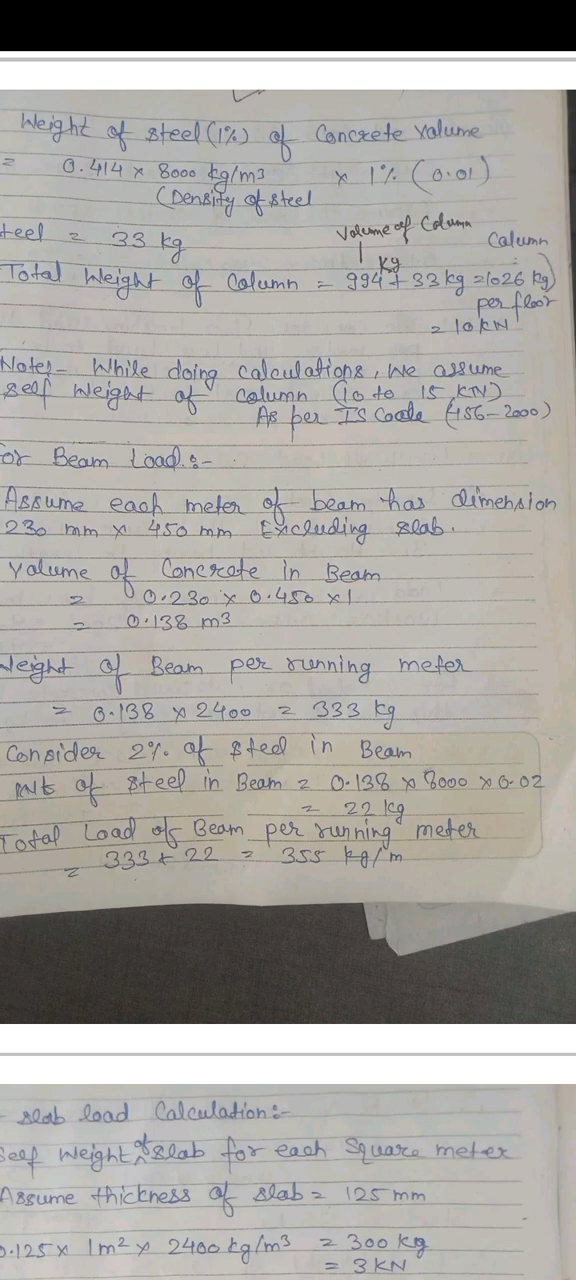 Weight of steel (1%) of Concrete Volume
= 0.414 x 8000 kg/m3 x 1% (0.01)
(Density of steel
teel = 33 kg
Volume of Column
Column
Total Weight of Column = 994 kg + 33 kg = 1026 kg)
per floor
= 10 KN
Note:- While doing calculations, we assume
self weight of column (10 to 15 KN)
As per IS Code (456-2000)
or Beam Load:-
Assume each meter of beam has dimension
230 mm x 450 mm Excluding slab.
Volume of Concrete in Beam
= 0.230 x 0.450 x 1
= 0.138 m3
Weight of Beam per running meter
= 0.138 x 2400 = 333 kg
Consider 2% of steel in Beam
Wt of steel in Beam = 0.138 x 8000 x 0.02
= 22 kg
Total Load of Beam per running meter
= 333 + 22 = 355 kg/m
- Slab load Calculation:-
Self Weight of slab for each Square meter
Assume thickness of slab = 125 mm
0.125 x 1m2 x 2400 kg/m3 = 300 kg
= 3 KN